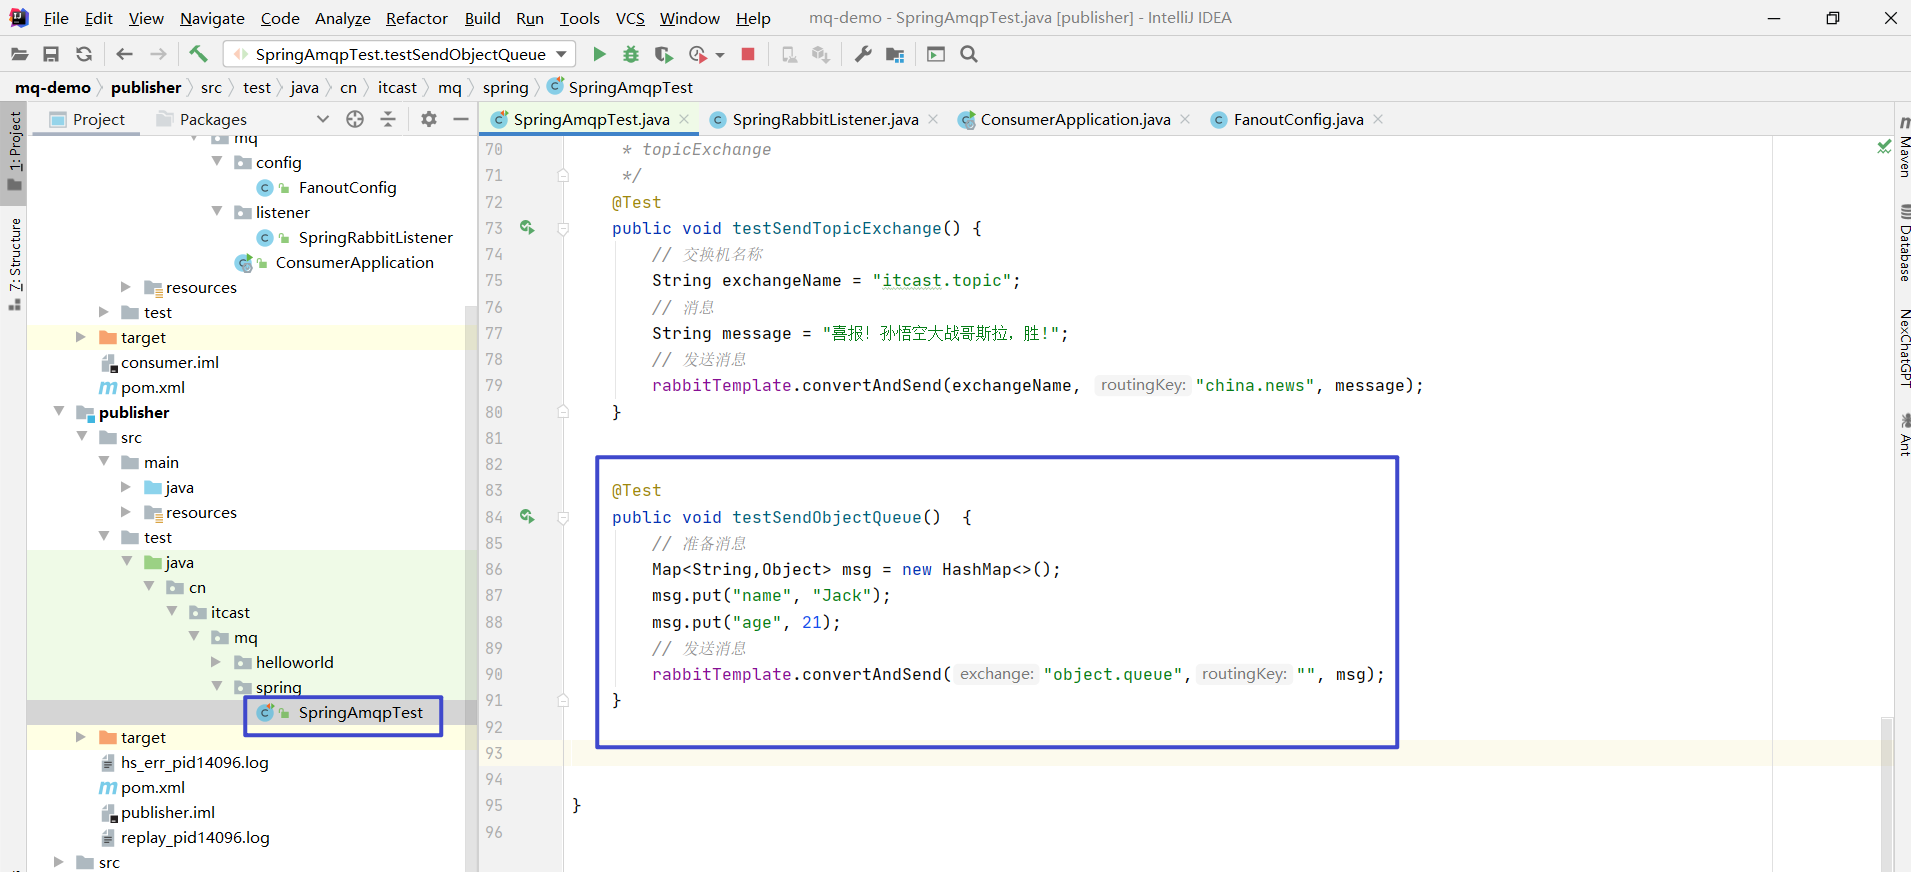 File Edit View Navigate Code Analyze Refactor Build Run Tools VCS Window Help mq-demo - SpringAmqpTest.java [publisher] - IntelliJ IDEA
SpringAmqpTest.testSendObjectQueue
mq-demo publisher src test java cn itcast mq spring SpringAmqpTest
1: Project
7: Structure
Project Packages
mq
config
FanoutConfig
listener
SpringRabbitListener
ConsumerApplication
resources
test
target
consumer.iml
pom.xml
publisher
src
main
java
resources
test
java
cn
itcast
mq
helloworld
spring
SpringAmqpTest
target
hs_err_pid14096.log
pom.xml
publisher.iml
replay_pid14096.log
src
SpringAmqpTest.java SpringRabbitListener.java ConsumerApplication.java FanoutConfig.java
70 * topicExchange
71 */
72 @Test
73 public void testSendTopicExchange() {
74 // 交换机名称
75 String exchangeName = "itcast.topic";
76 // 消息
77 String message = "喜报！孙悟空大战哥斯拉，胜!";
78 // 发送消息
79 rabbitTemplate.convertAndSend(exchangeName, routingKey: "china.news", message);
80 }
81
82
83 @Test
84 public void testSendObjectQueue() {
85 // 准备消息
86 Map<String,Object> msg = new HashMap<>();
87 msg.put("name", "Jack");
88 msg.put("age", 21);
89 // 发送消息
90 rabbitTemplate.convertAndSend( exchange: "object.queue", routingKey: "", msg);
91 }
92
93
94
95 }
96
Maven
Database
NexChatGPT
Ant